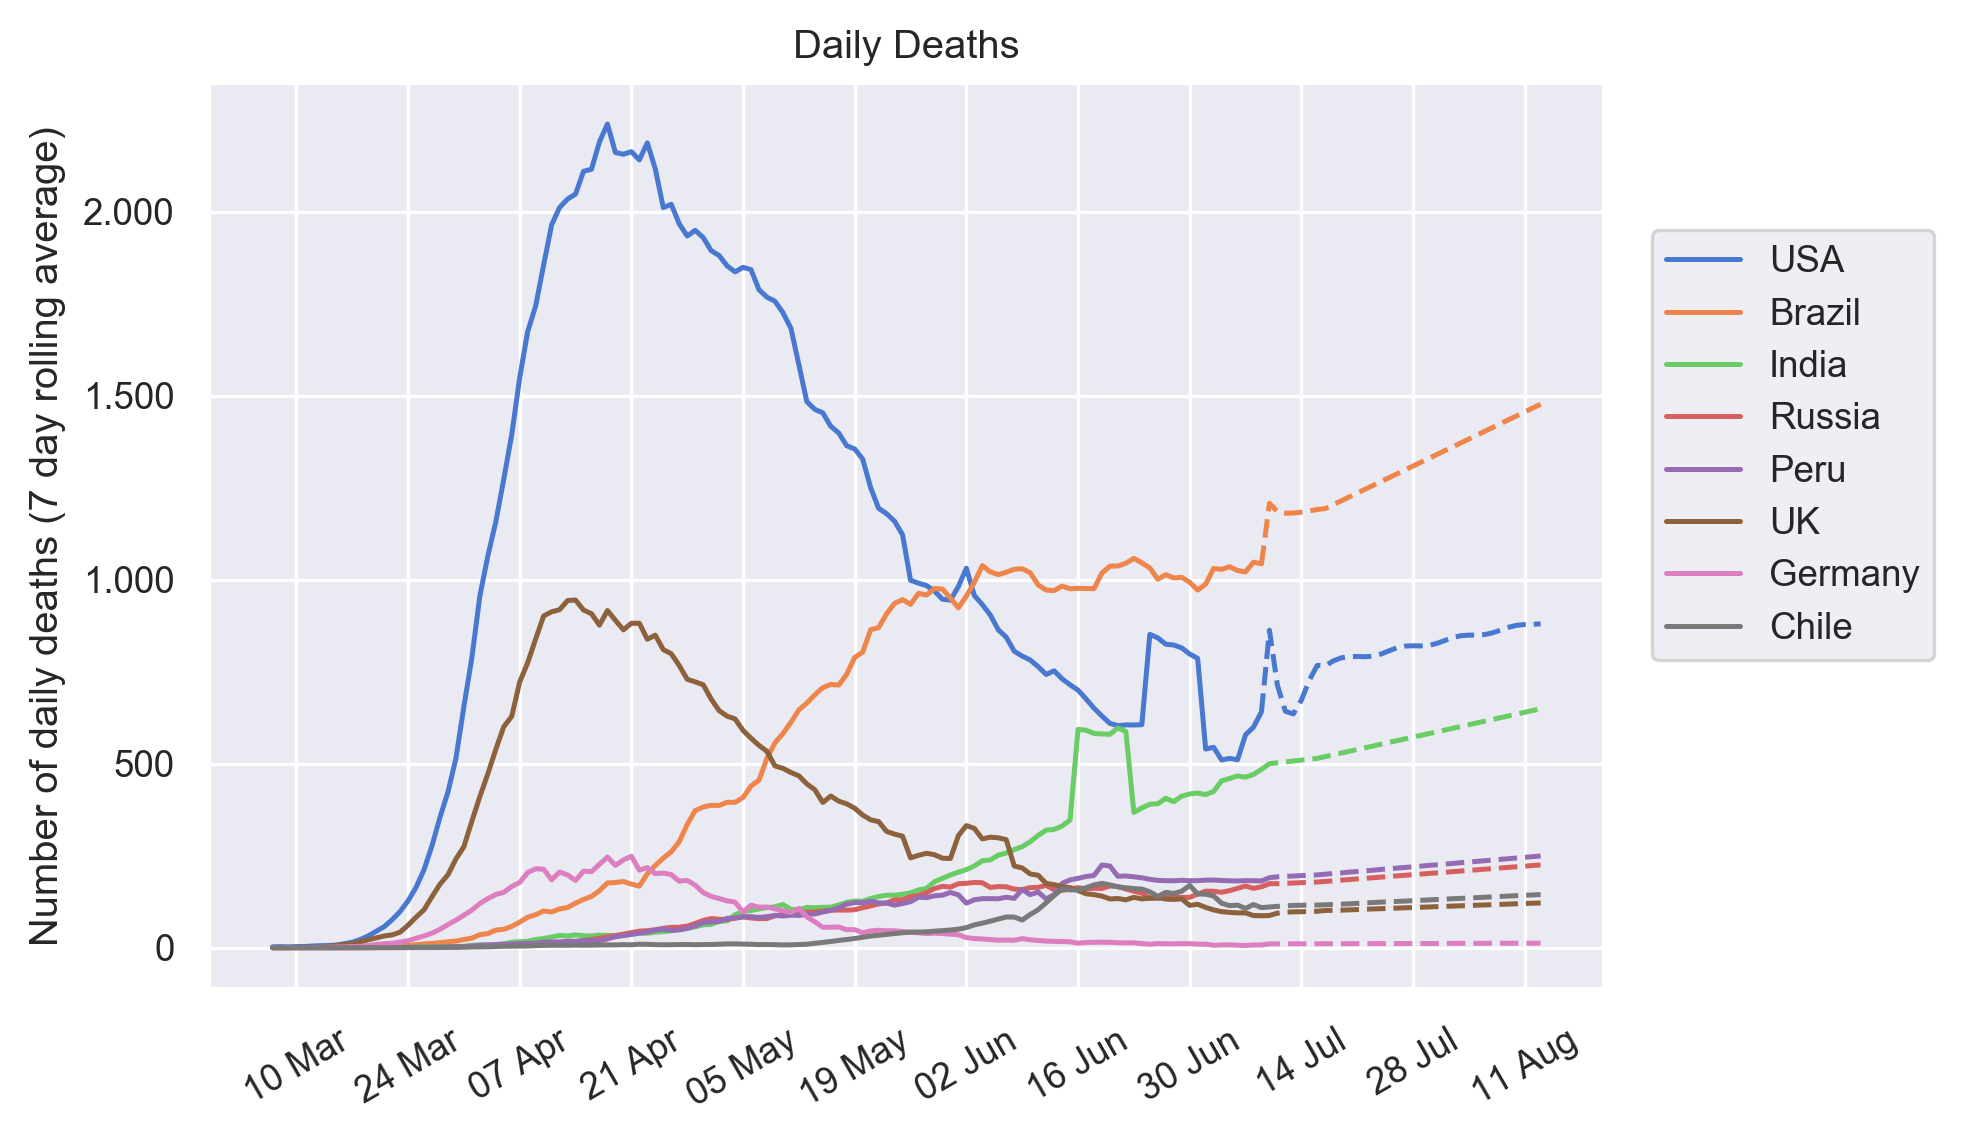 Daily Deaths
Number of daily deaths (7 day rolling average)
2.000
1.500
1.000
500
0
10 Mar
24 Mar
07 Apr
21 Apr
05 May
19 May
02 Jun
16 Jun
30 Jun
14 Jul
28 Jul
11 Aug
USA
Brazil
India
Russia
Peru
UK
Germany
Chile